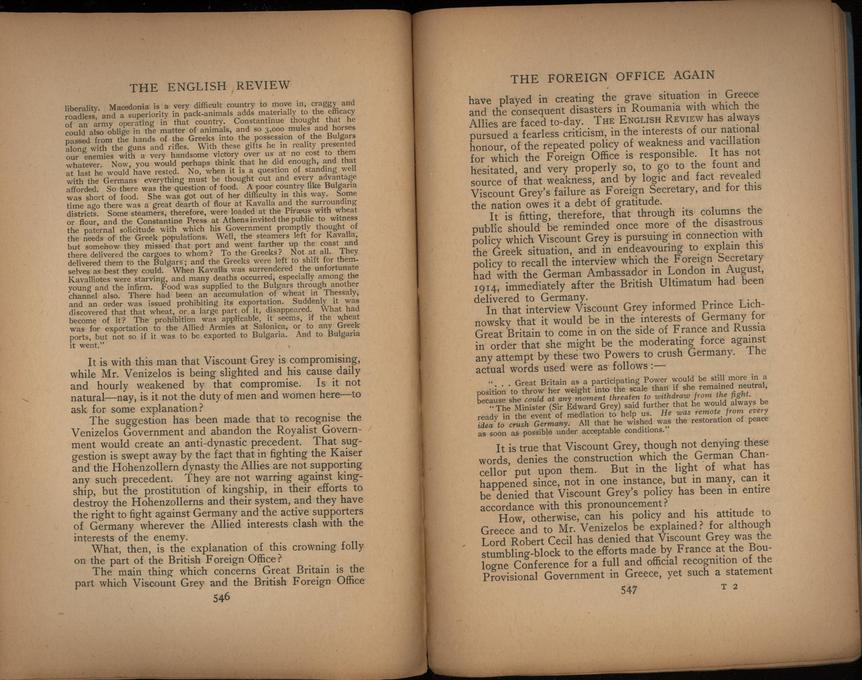 THE ENGLISH REVIEW
liberality. Macedonia is a very difficult country to move in, craggy and
roadless, and a superiority in pack-animals adds materially to the efficacy
of an army operating in that country. Constantinue thought that he
could also oblige in the matter of animals, and so 3,000 mules and horses
passed from the hands of the Greeks into the possession of the Bulgars
along with the guns and rifles. With these gifts he in reality presented
our enemies with a very handsome victory over us at no cost to them
whatever. Now, you would perhaps think that he did enough, and that
at last he would have rested. No, when it is a question of standing well
with the Germans everything must be thought out and every advantage
afforded. So there was the question of food. A poor country like Bulgaria
was short of food. She was got out of her difficulty in this way. Some
time ago there was a great dearth of flour at Kavalla and the surrounding
districts. Some steamers, therefore, were loaded at the Piræus with wheat
or flour, and the Constantine Press at Athens invited the public to witness
the paternal solicitude with which his Government promptly thought of
the needs of the Greek populations. Well, the steamers left for Kavalla,
but somehow they missed that port and went farther up the coast and
there delivered the cargoes to whom? To the Greeks? Not at all. They
delivered them to the Bulgars; and the Greeks were left to shift for them-
selves as best they could. When Kavalla was surrendered the unfortunate
Kavalliotes were starving, and many deaths occurred, especially among the
young and the infirm. Food was supplied to the Bulgars through another
channel also. There had been an accumulation of wheat in Thessaly,
and an order was issued prohibiting its exportation. Suddenly it was
discovered that that wheat, or a large part of it, disappeared. What had
become of it? The prohibition was applicable, it seems, if the wheat
was for exportation to the Allied Armies at Salonica, or to any Greek
ports, but not so if it was to be exported to Bulgaria. And to Bulgaria
it went."
It is with this man that Viscount Grey is compromising,
while Mr. Venizelos is being slighted and his cause daily
and hourly weakened by that compromise. Is it not
natural—nay, is it not the duty of men and women here—to
ask for some explanation?
The suggestion has been made that to recognise the
Venizelos Government and abandon the Royalist Govern-
ment would create an anti-dynastic precedent. That sug-
gestion is swept away by the fact that in fighting the Kaiser
and the Hohenzollern dynasty the Allies are not supporting
any such precedent. They are not warring against king-
ship, but the prostitution of kingship, in their efforts to
destroy the Hohenzollerns and their system, and they have
the right to fight against Germany and the active supporters
of Germany wherever the Allied interests clash with the
interests of the enemy.
What, then, is the explanation of this crowning folly
on the part of the British Foreign Office?
The main thing which concerns Great Britain is the
part which Viscount Grey and the British Foreign Office
546
THE FOREIGN OFFICE AGAIN
have played in creating the grave situation in Greece
and the consequent disasters in Roumania with which the
Allies are faced to-day. THE ENGLISH REVIEW has always
pursued a fearless criticism, in the interests of our national
honour, of the repeated policy of weakness and vacillation
for which the Foreign Office is responsible. It has not
hesitated, and very properly so, to go to the fount and
source of that weakness, and by logic and fact revealed
Viscount Grey's failure as Foreign Secretary, and for this
the nation owes it a debt of gratitude.
It is fitting, therefore, that through its columns the
public should be reminded once more of the disastrous
policy which Viscount Grey is pursuing in connection with
the Greek situation, and in endeavouring to explain this
policy to recall the interview which the Foreign Secretary
had with the German Ambassador in London in August,
1914, immediately after the British Ultimatum had been
delivered to Germany.
In that interview Viscount Grey informed Prince Lich-
nowsky that it would be in the interests of Germany for
Great Britain to come in on the side of France and Russia
in order that she might be the moderating force against
any attempt by these two Powers to crush Germany. The
actual words used were as follows:—
". . . Great Britain as a participating Power would be still more in a
position to throw her weight into the scale than if she remained neutral,
because she could at any moment threaten to withdraw from the fight.
"The Minister (Sir Edward Grey) said further that he would always be
ready in the event of mediation to help us. He was remote from every
idea to crush Germany. All that he wished was the restoration of peace
as soon as possible under acceptable conditions."
It is true that Viscount Grey, though not denying these
words, denies the construction which the German Chan-
cellor put upon them. But in the light of what has
happened since, not in one instance, but in many, can it
be denied that Viscount Grey's policy has been in entire
accordance with this pronouncement?
How, otherwise, can his policy and his attitude to
Greece and to Mr. Venizelos be explained? for although
Lord Robert Cecil has denied that Viscount Grey was the
stumbling-block to the efforts made by France at the Bou-
logne Conference for a full and official recognition of the
Provisional Government in Greece, yet such a statement
547
T 2